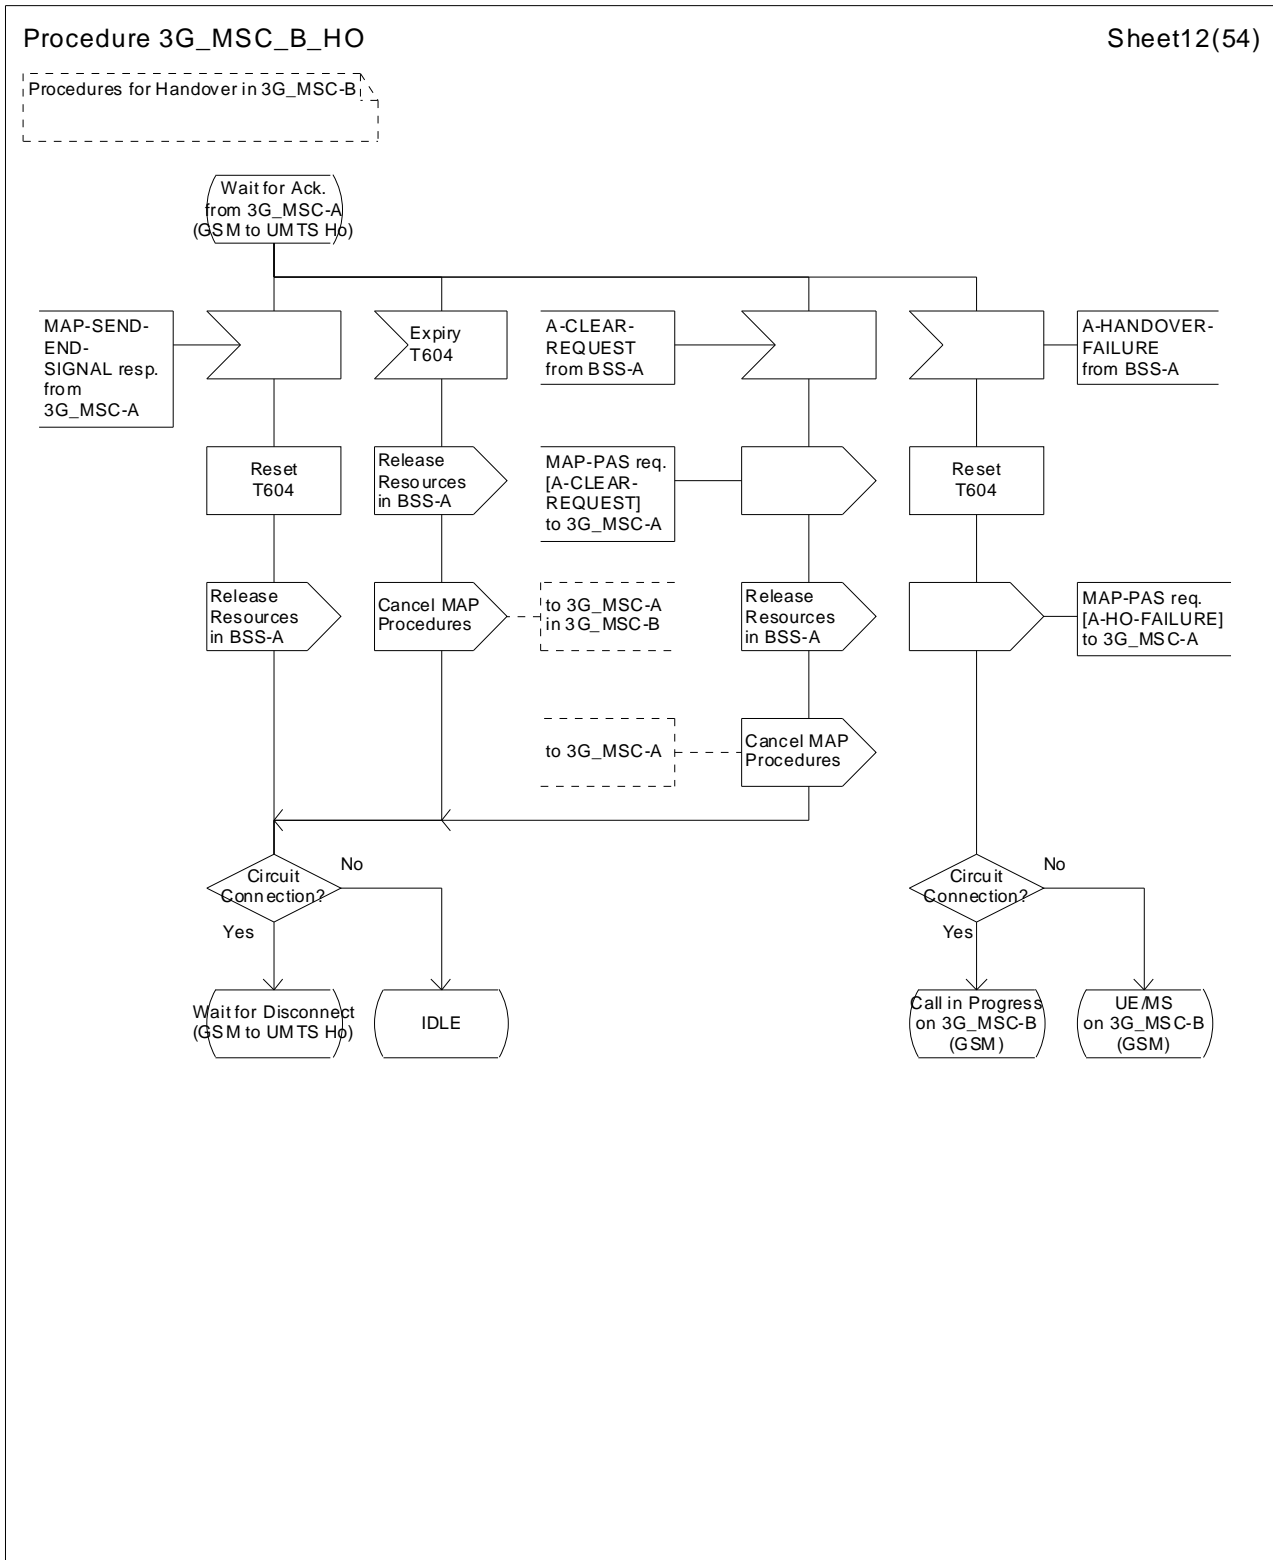 Procedure 3G_MSC_B_HO
Sheet12(54)
Procedures for Handover in 3G_MSC-B
Wait for Ack.
from 3G_MSC-A
(GSM to UMTS Ho)
MAP-SEND-
END-
SIGNAL resp.
from
3G_MSC-A
Expiry
T604
A-CLEAR-
REQUEST
from BSS-A
A-HANDOVER-
FAILURE
from BSS-A
Reset
T604
Release
Resources
in BSS-A
MAP-PAS req.
[A-CLEAR-
REQUEST]
to 3G_MSC-A
Reset
T604
Release
Resources
in BSS-A
Cancel MAP
Procedures
to 3G_MSC-A
in 3G_MSC-B
Release
Resources
in BSS-A
MAP-PAS req.
[A-HO-FAILURE]
to 3G_MSC-A
to 3G_MSC-A
Cancel MAP
Procedures
Circuit
Connection?
No
Yes
Circuit
Connection?
No
Yes
Wait for Disconnect
(GSM to UMTS Ho)
IDLE
Call in Progress
on 3G_MSC-B
(GSM)
UE/MS
on 3G_MSC-B
(GSM)